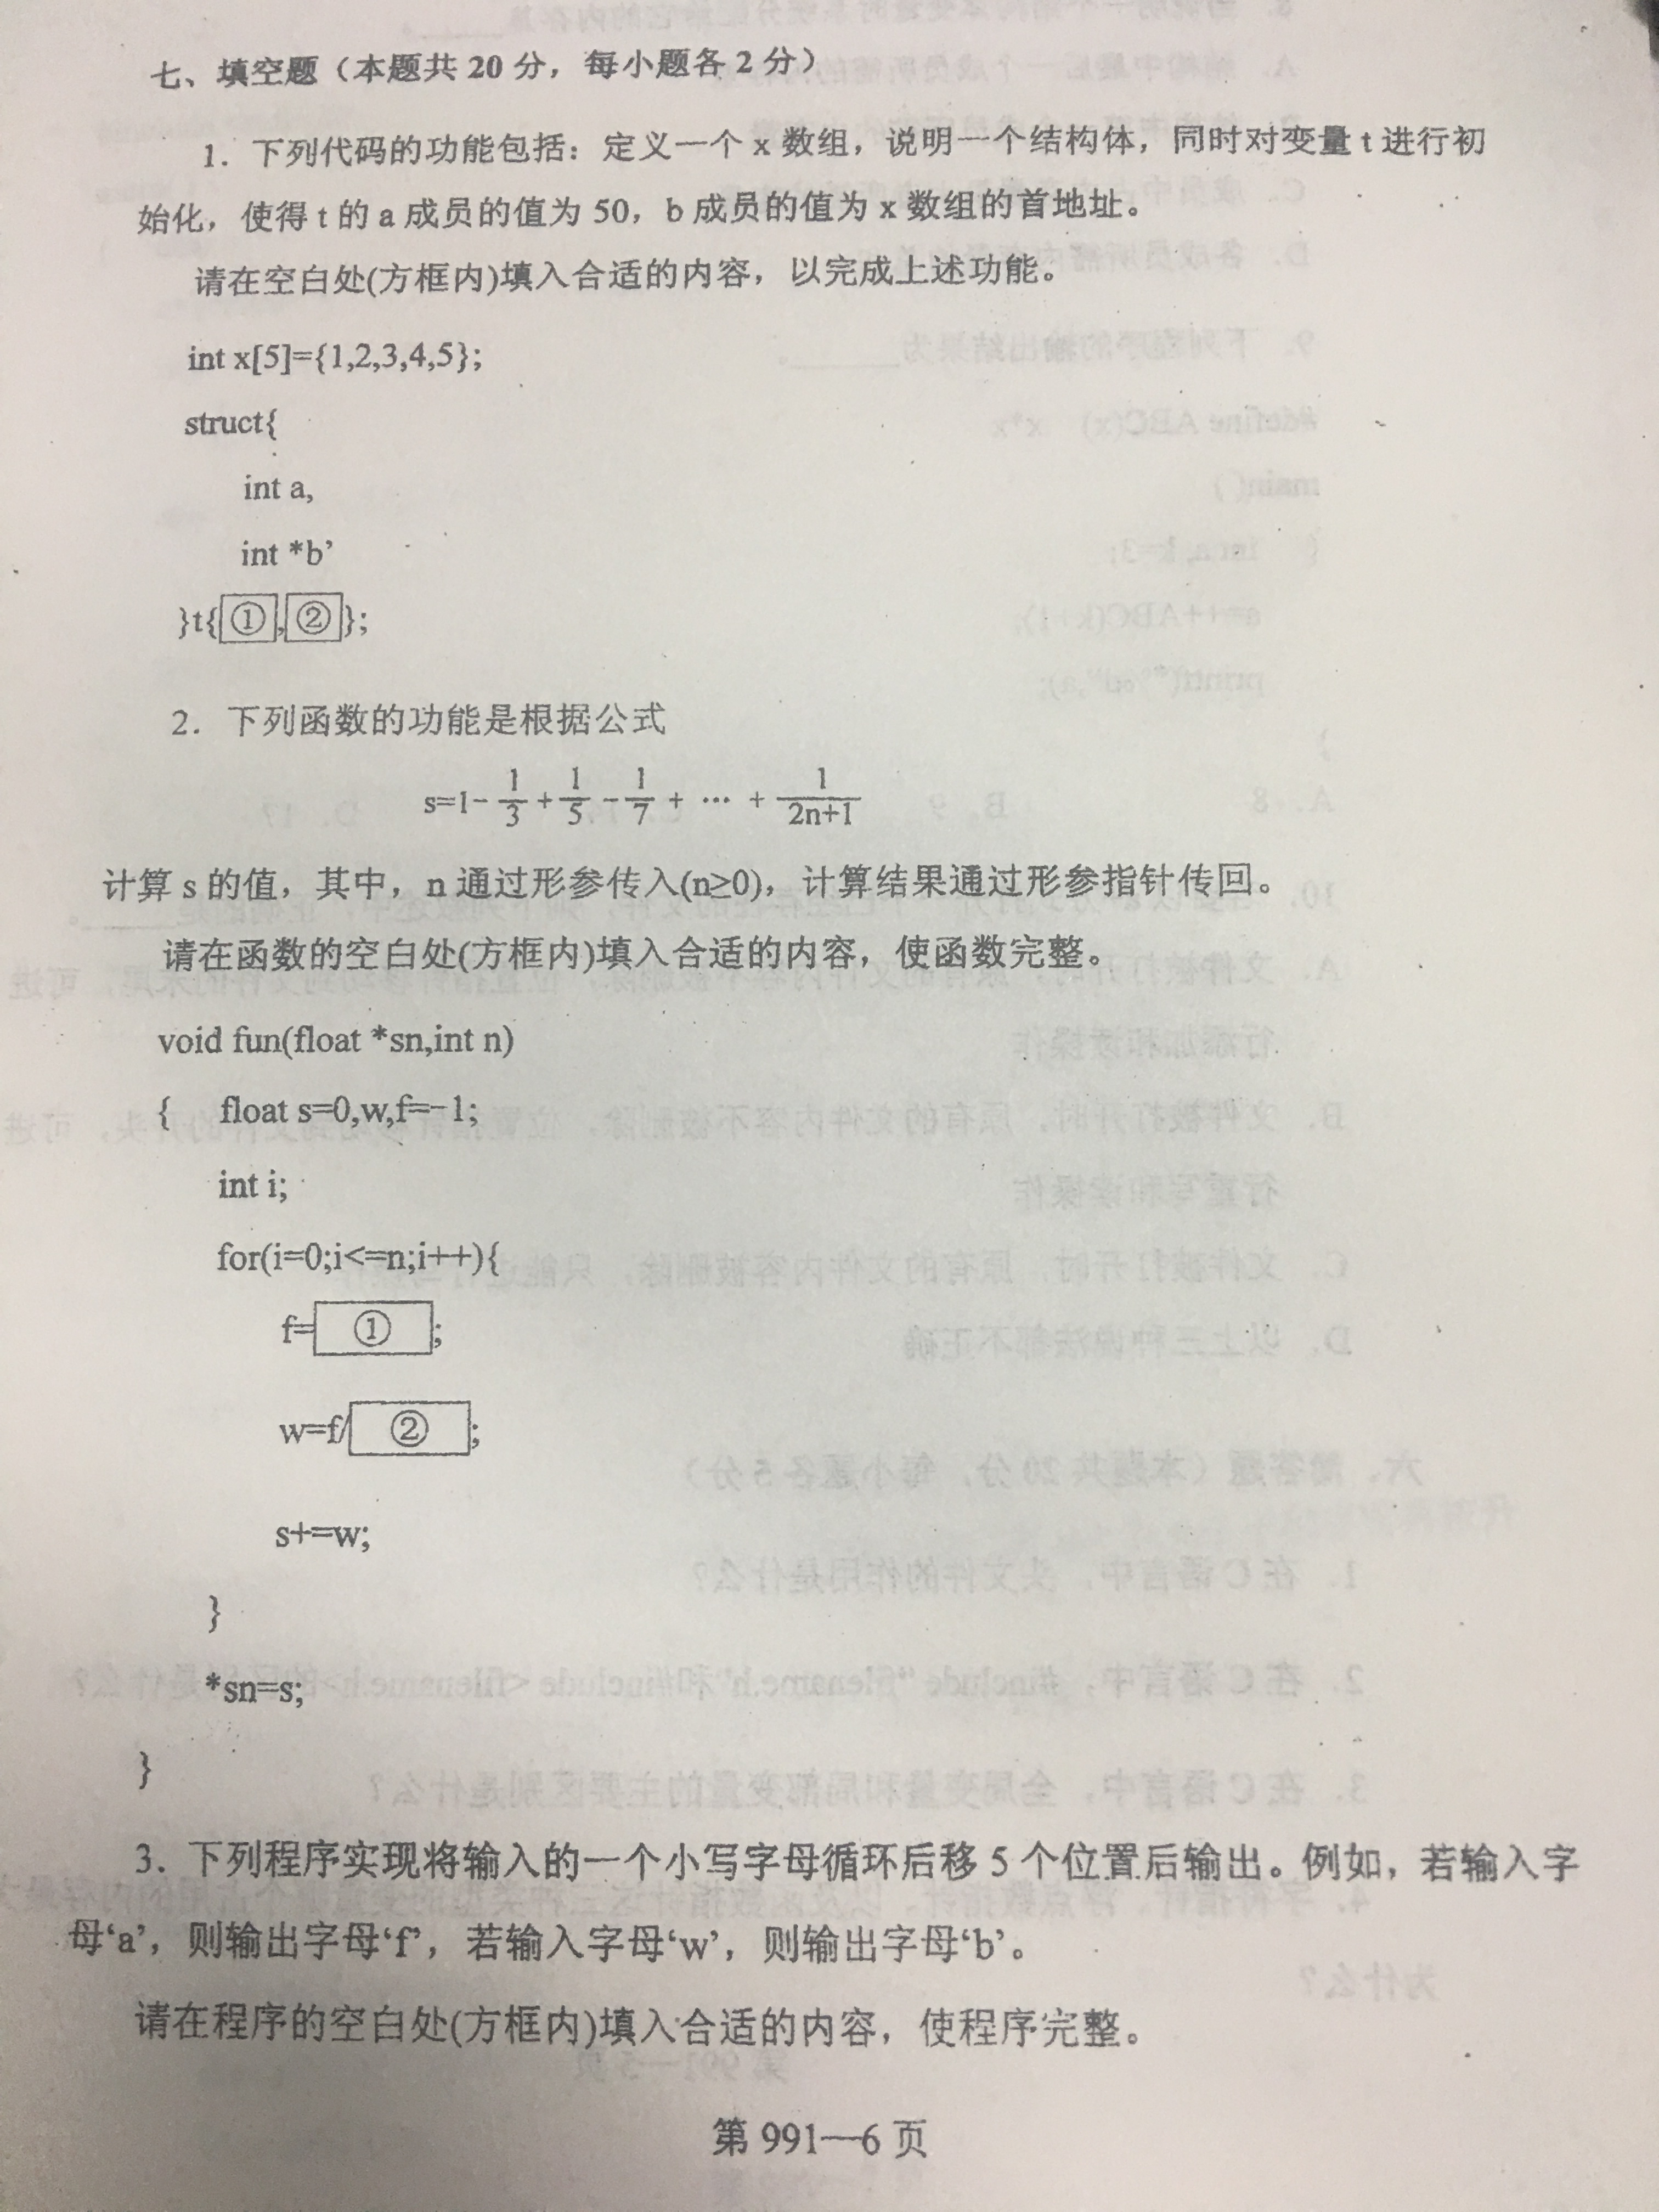 七、填空题（本题共 20 分，每小题各 2 分）
1．下列代码的功能包括：定义一个 x 数组，说明一个结构体，同时对变量 t 进行初
始化，使得 t 的 a 成员的值为 50，b 成员的值为 x 数组的首地址。
请在空白处(方框内)填入合适的内容，以完成上述功能。
int x[5]={1,2,3,4,5};
struct{
int a,
int *b’
}t{①,②};
2．下列函数的功能是根据公式
s=1- 1/3 + 1/5 - 1/7 + … + 1/2n+1
计算 s 的值，其中，n 通过形参传入(n≥0)，计算结果通过形参指针传回。
请在函数的空白处(方框内)填入合适的内容，使函数完整。
void fun(float *sn,int n)
{ float s=0,w,f=-1;
int i;
for(i=0;i<=n;i++){
f=①;
w=f/②;
s+=w;
}
*sn=s;
}
3．下列程序实现将输入的一个小写字母循环后移 5 个位置后输出。例如，若输入字
母‘a’，则输出字母‘f’，若输入字母‘w’，则输出字母‘b’。
请在程序的空白处(方框内)填入合适的内容，使程序完整。
第 991—6 页